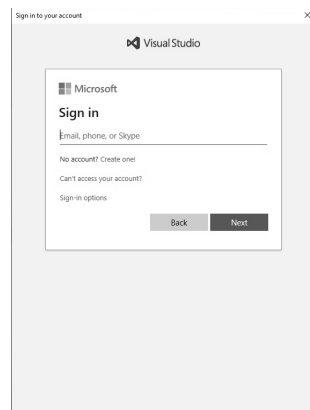 Sign in to your account
Visual Studio
Microsoft
Sign in
Email, phone, or Skype
No account? Create one!
Can't access your account?
Sign-in options
Back Next